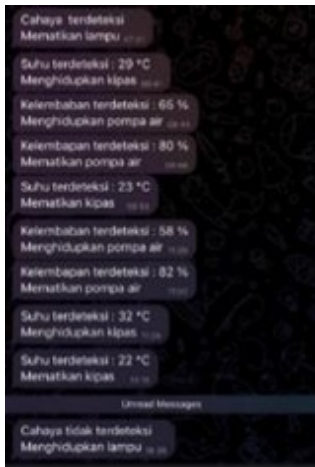 Cahaya terdeteksi
Mematikan lampu
Suhu terdeteksi : 29 °C
Menghidupkan kipas
Kelembaban terdeteksi : 65 %
Menghidupkan pompa air
Kelembapan terdeteksi : 80 %
Mematikan pompa air
Suhu terdeteksi : 23 °C
Mematikan kipas
Kelembaban terdeteksi : 58 %
Menghidupkan pompa air
Kelembapan terdeteksi : 82 %
Mematikan pompa air
Suhu terdeteksi : 32 °C
Menghidupkan kipas
Suhu terdeteksi : 22 °C
Mematikan kipas
Unread Messages
Cahaya tidak terdeteksi
Menghidupkan lampu